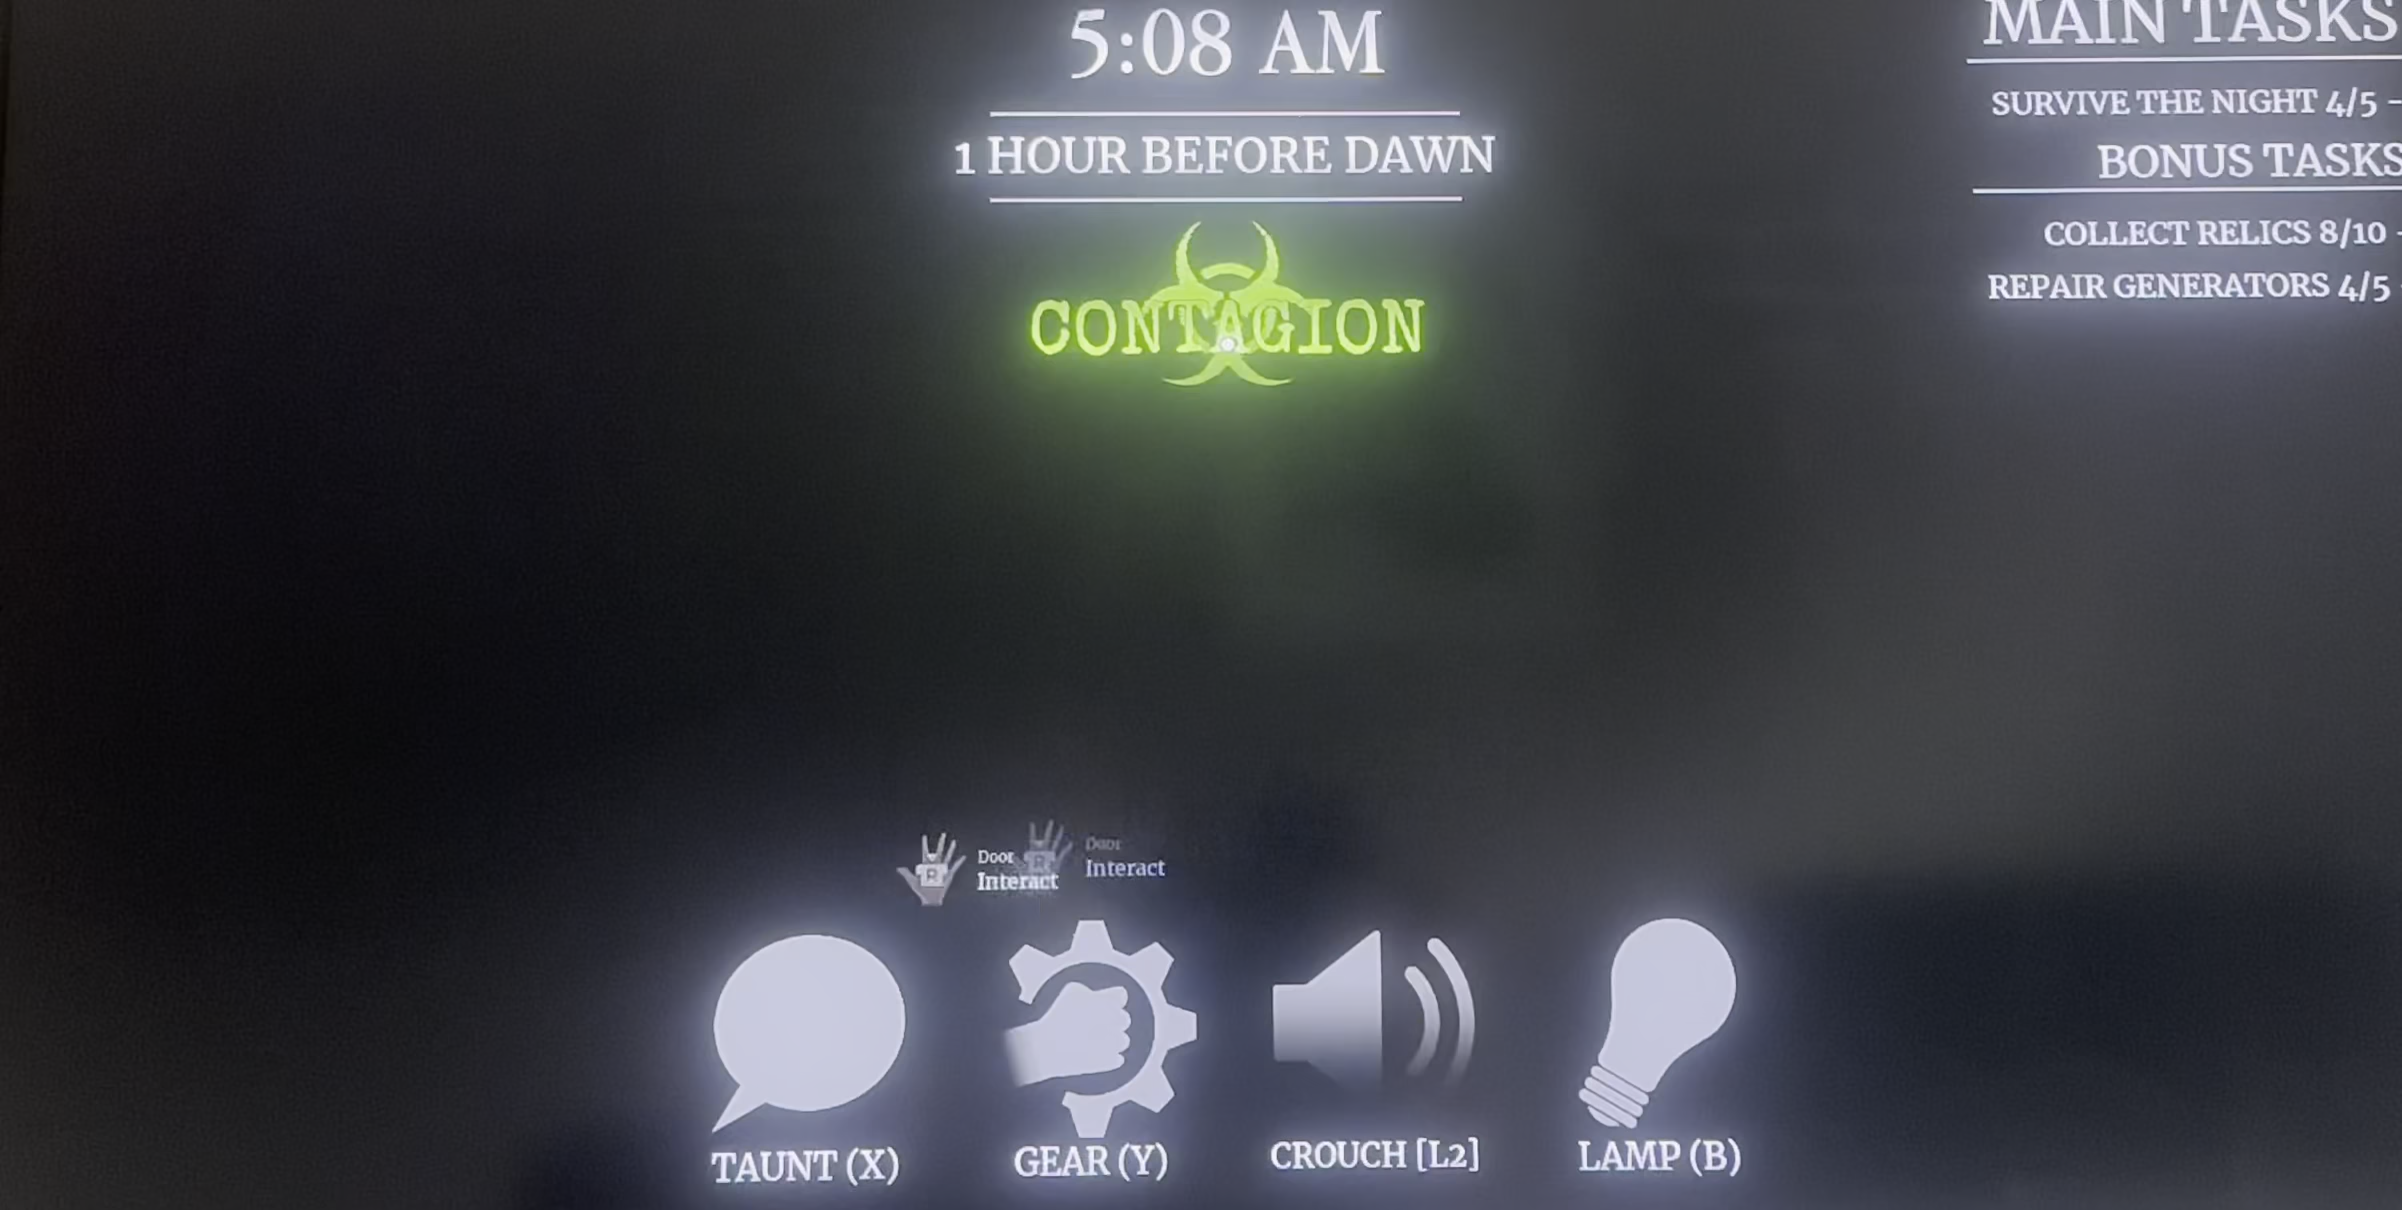 5:08 AM
1 HOUR BEFORE DAWN
CONTAGION
MAIN TASKS
SURVIVE THE NIGHT 4/5 -
BONUS TASKS
COLLECT RELICS 8/10 -
REPAIR GENERATORS 4/5 -
R Door Interact
R Door Interact
TAUNT (X)
GEAR (Y)
CROUCH [L2]
LAMP (B)